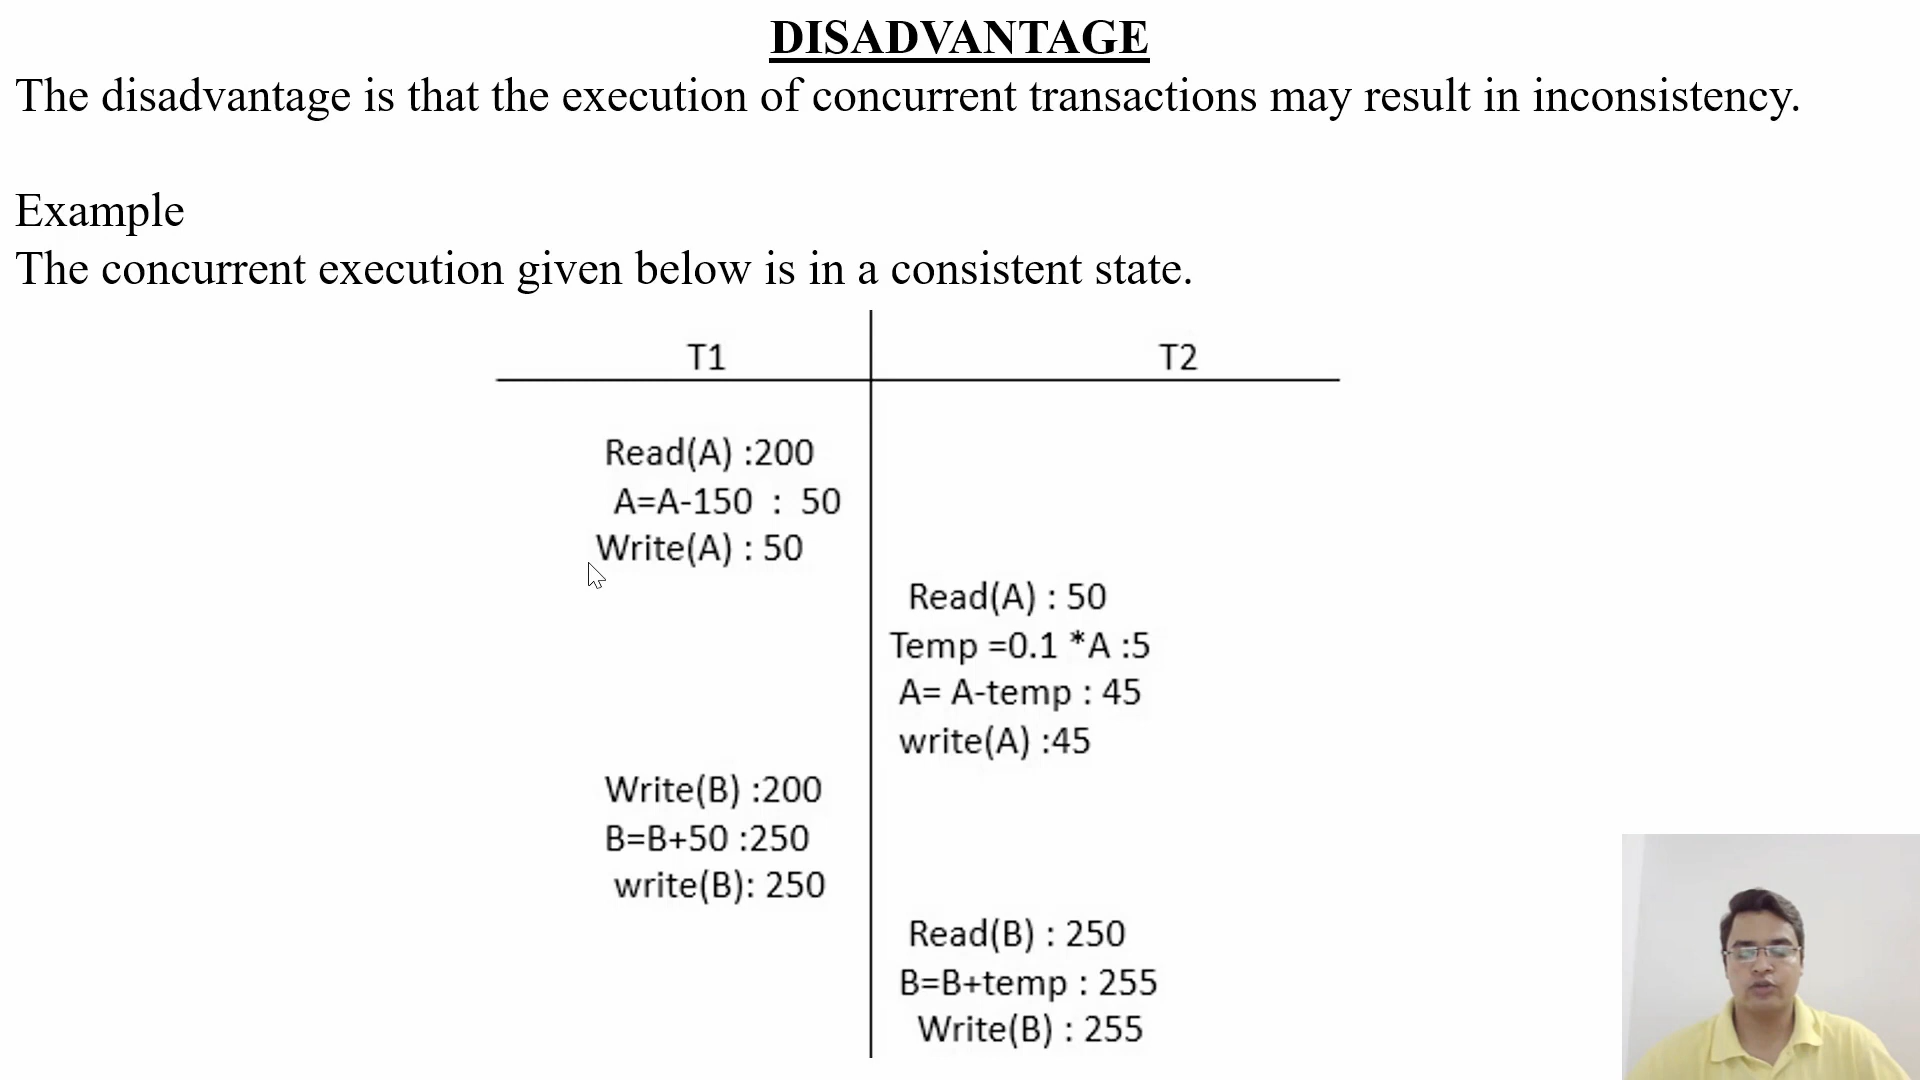 DISADVANTAGE
The disadvantage is that the execution of concurrent transactions may result in inconsistency.
Example
The concurrent execution given below is in a consistent state.
T1 T2
Read(A) :200
A=A-150 : 50
Write(A) : 50
Read(A) : 50
Temp =0.1 *A :5
A= A-temp : 45
write(A) :45
Write(B) :200
B=B+50 :250
write(B): 250
Read(B) : 250
B=B+temp : 255
Write(B) : 255